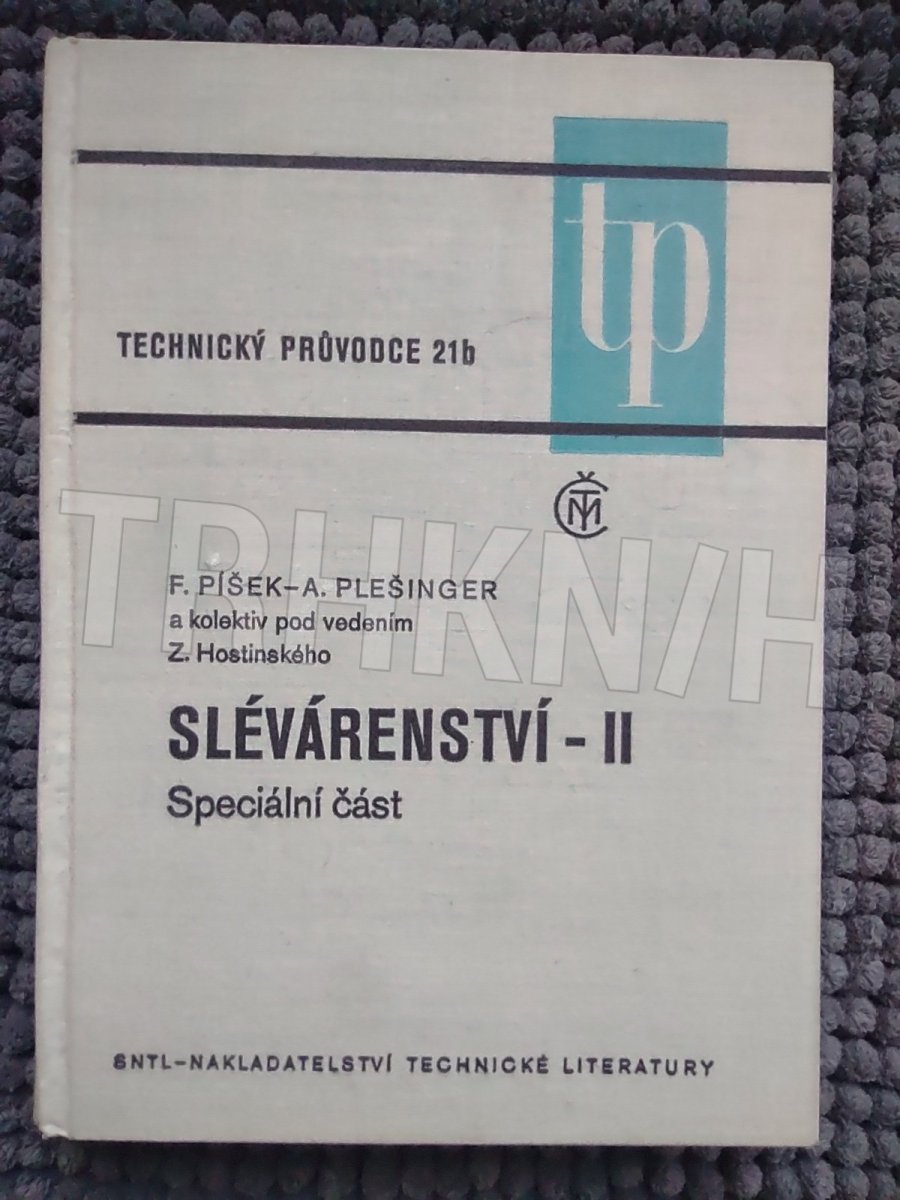 tp
TECHNICKÝ PRŮVODCE 21b
ČTM
F. PÍŠEK–A. PLEŠINGER
a kolektiv pod vedením
Z. Hostinského
SLÉVÁRENSTVÍ - II
Speciální část
SNTL–NAKLADATELSTVÍ TECHNICKÉ LITERATURY
TRHKNIH